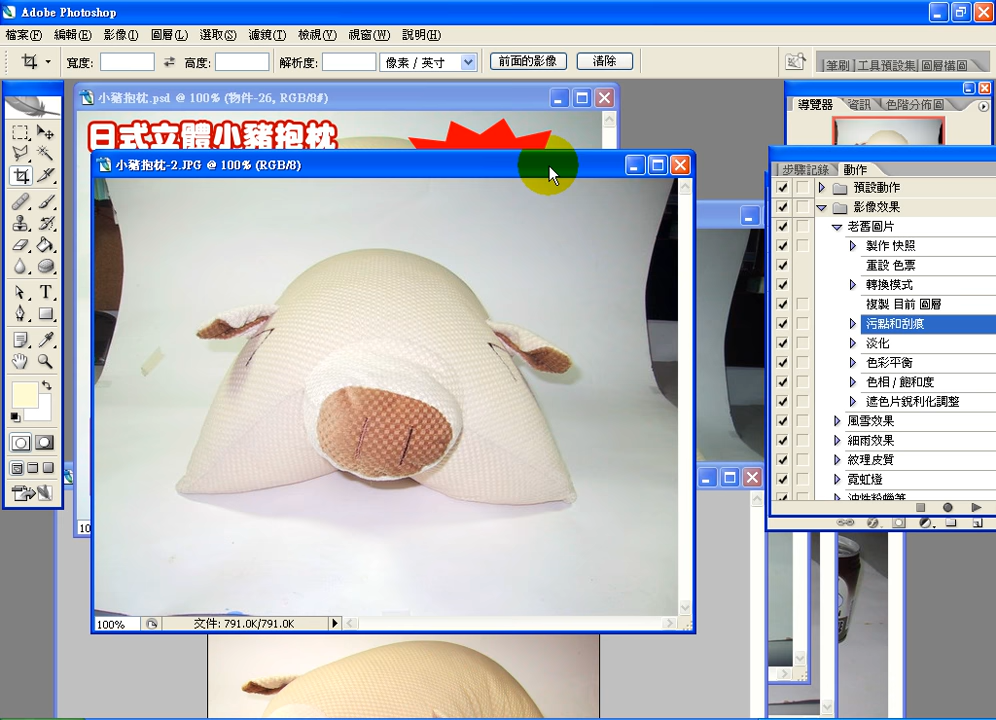 Adobe Photoshop
檔案(F) 編輯(E) 影像(I) 圖層(L) 選取(S) 濾鏡(T) 檢視(V) 視窗(W) 說明(H)
寬度: 高度: 解析度: 像素 / 英寸 前面的影像 清除
筆刷 工具預設集 圖層構圖
小豬抱枕.psd @ 100% (物件-26, RGB/8#)
日式立體小豬抱枕
小豬抱枕-2.JPG @ 100% (RGB/8)
導覽器 資訊 色階分佈圖
步驟記錄 動作
預設動作
影像效果
老舊圖片
製作 快照
重設 色票
轉換模式
複製 目前 圖層
污點和刮痕
淡化
色彩平衡
色相 / 飽和度
遮色片銳利化調整
風雪效果
細雨效果
紋理皮質
霓虹燈
油性粉蠟筆
10
100% 文件: 791.0K/791.0K